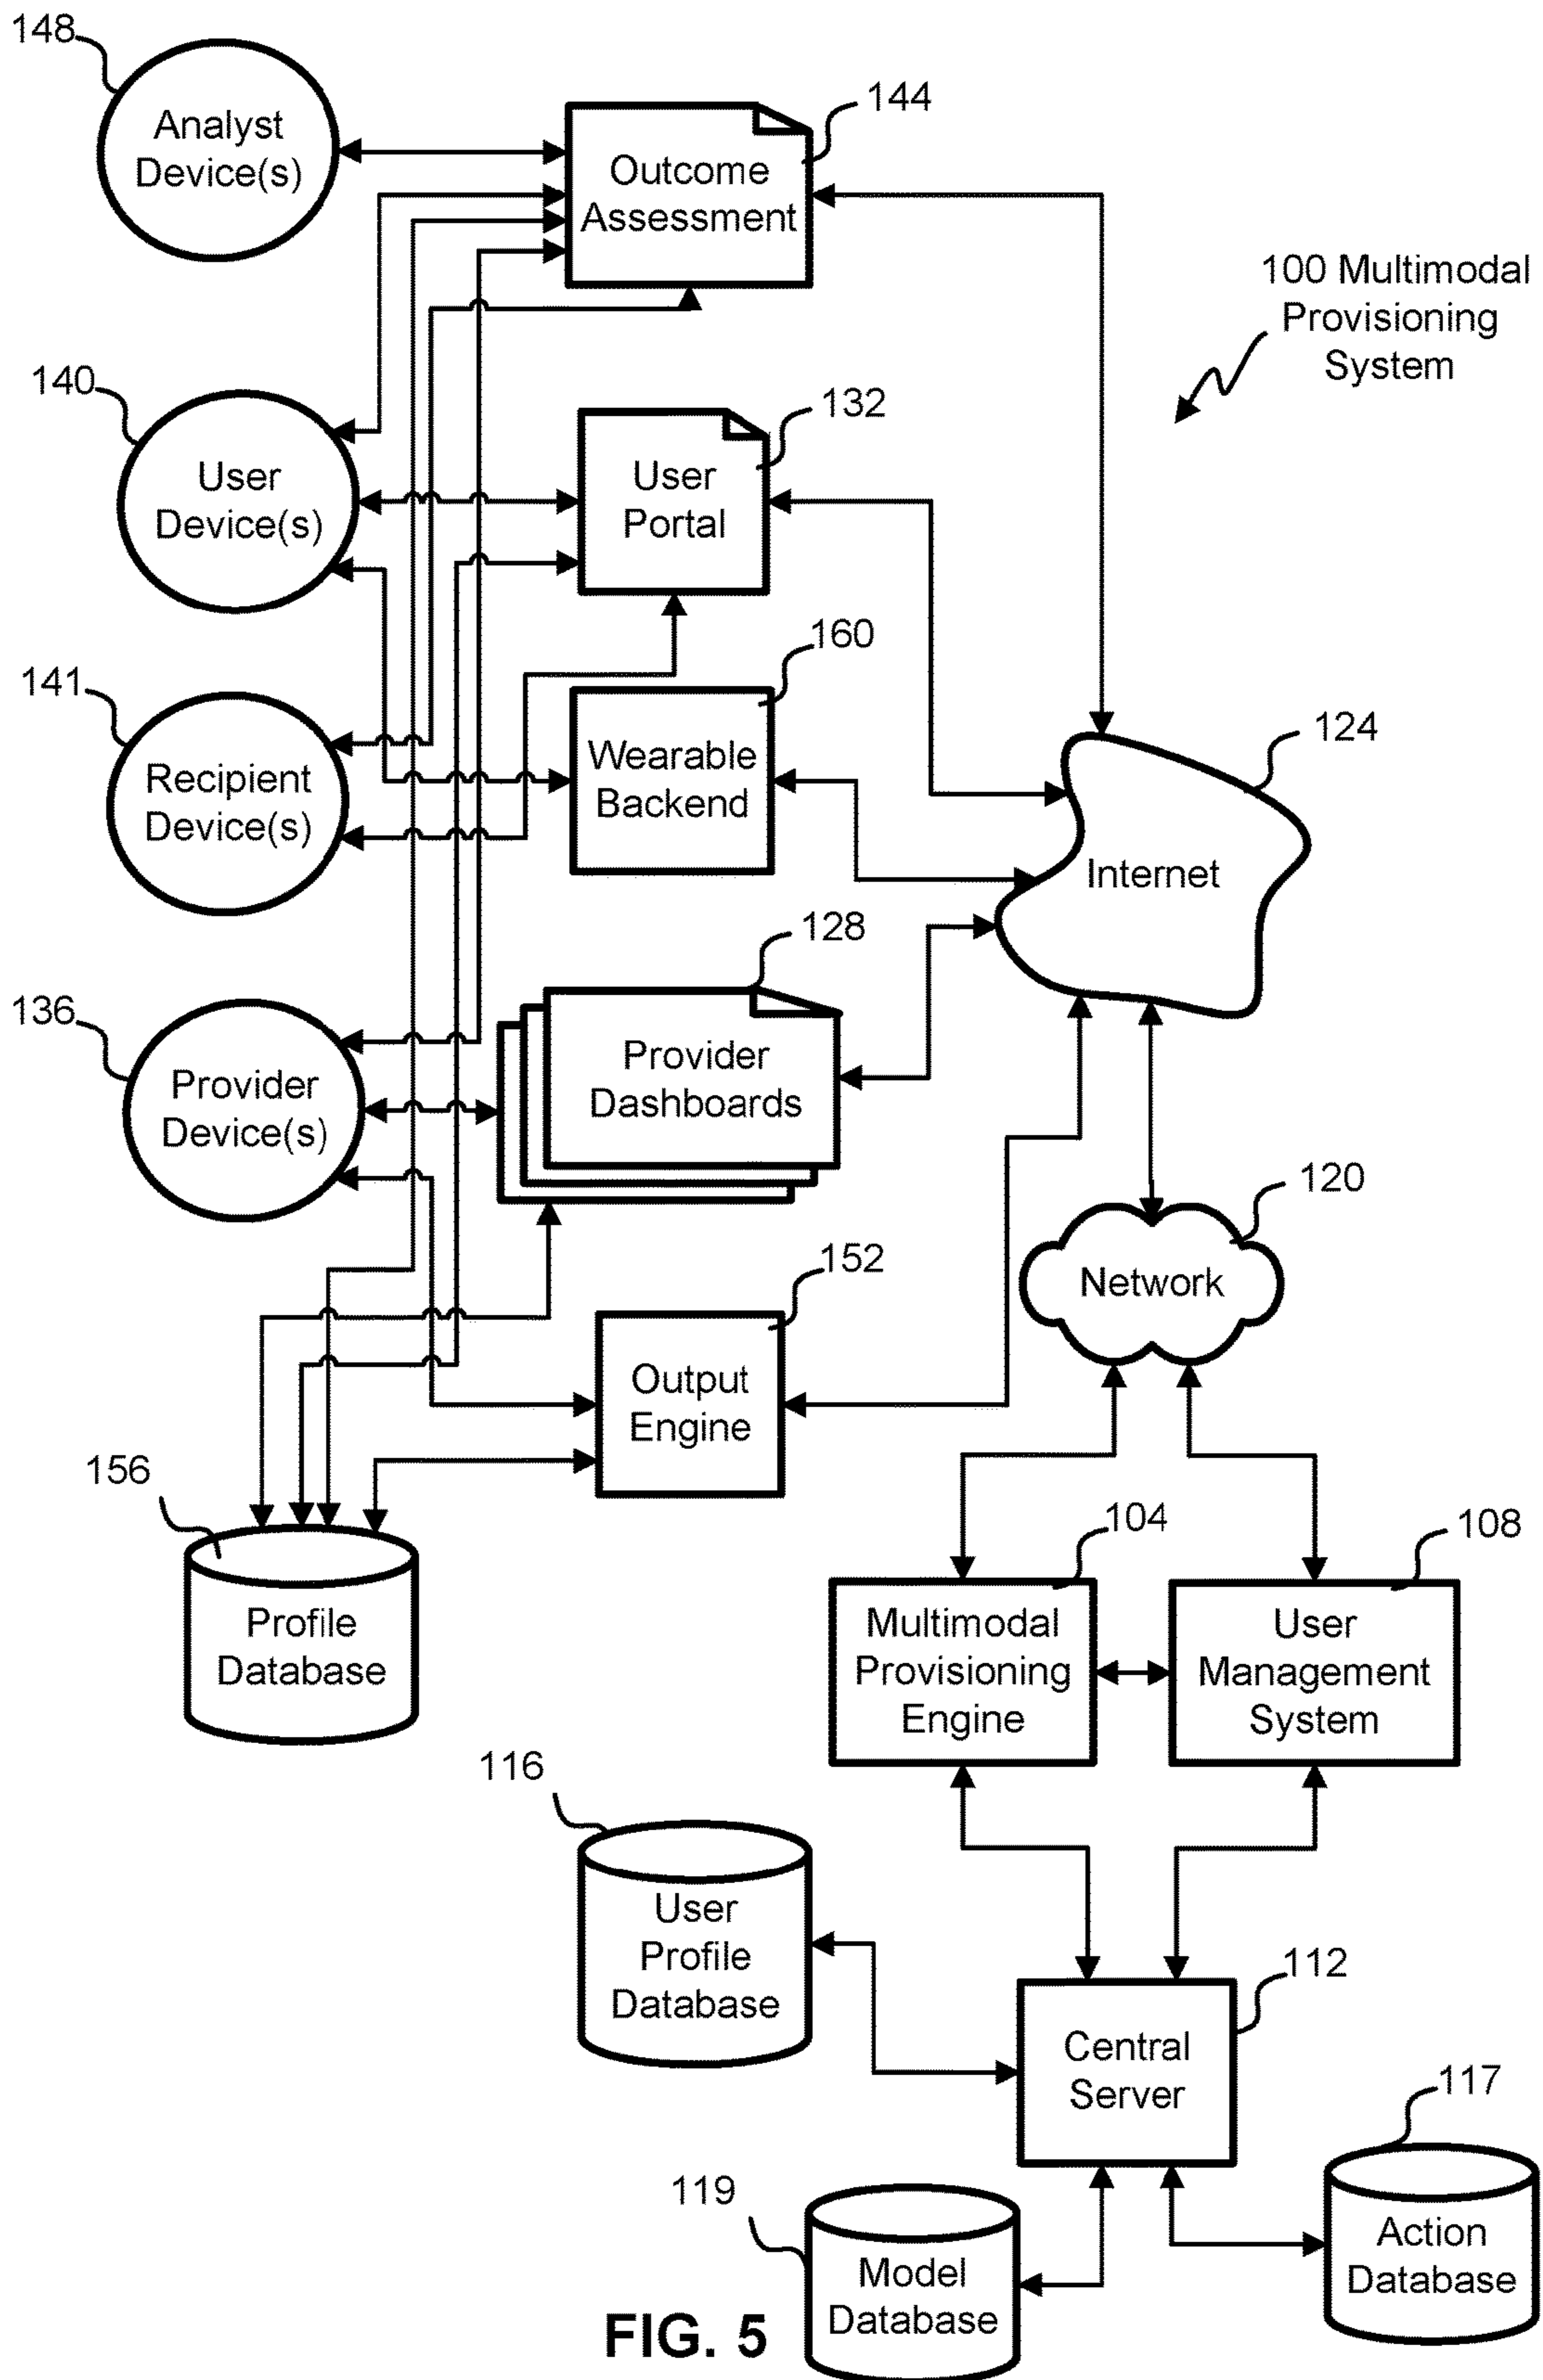 148
Analyst
Device(s)
144
Outcome
Assessment
100 Multimodal
Provisioning
System
140
User
Device(s)
132
User
Portal
141
Recipient
Device(s)
160
Wearable
Backend
124
Internet
136
Provider
Device(s)
128
Provider
Dashboards
120
Network
152
Output
Engine
156
Profile
Database
104
Multimodal
Provisioning
Engine
108
User
Management
System
116
User
Profile
Database
112
Central
Server
117
Action
Database
119
Model
Database
FIG. 5